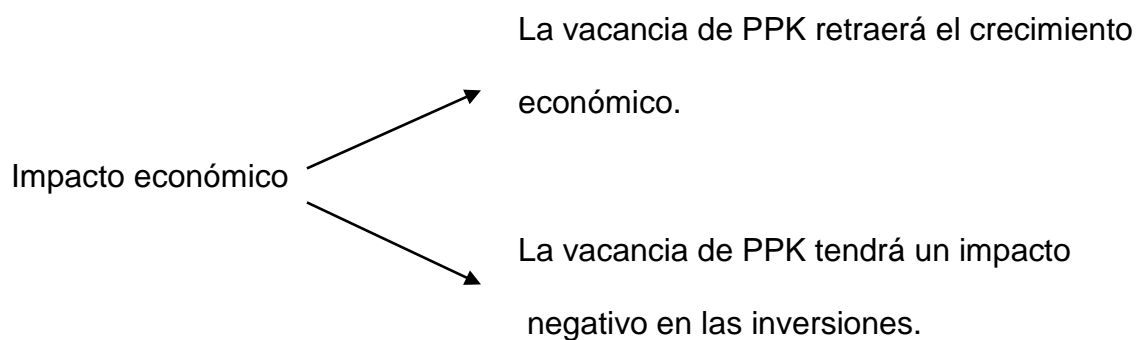 La vacancia de PPK retraerá el crecimiento
económico.
Impacto económico
La vacancia de PPK tendrá un impacto
negativo en las inversiones.